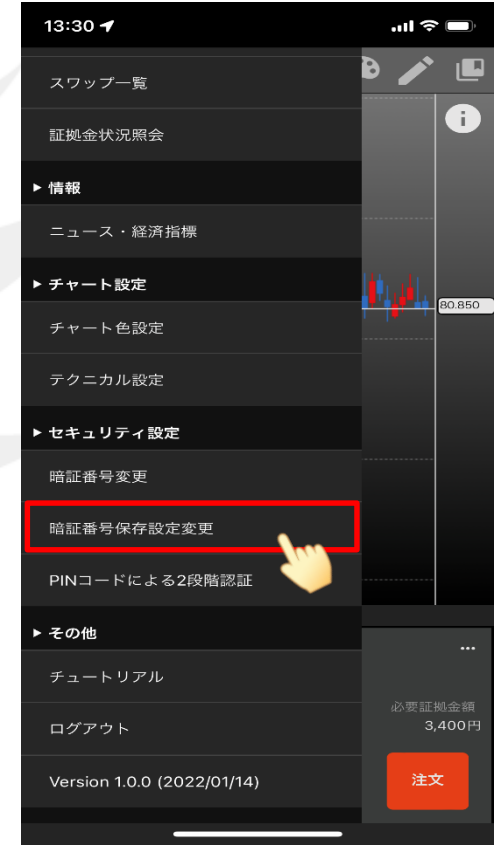 13:30
スワップ一覧
証拠金状況照会
▶ 情報
ニュース・経済指標
▶ チャート設定
チャート色設定
テクニカル設定
▶ セキュリティ設定
暗証番号変更
暗証番号保存設定変更
PINコードによる2段階認証
▶ その他
チュートリアル
ログアウト
Version 1.0.0 (2022/01/14)
i
80.850
...
必要証拠金額
3,400円
注文